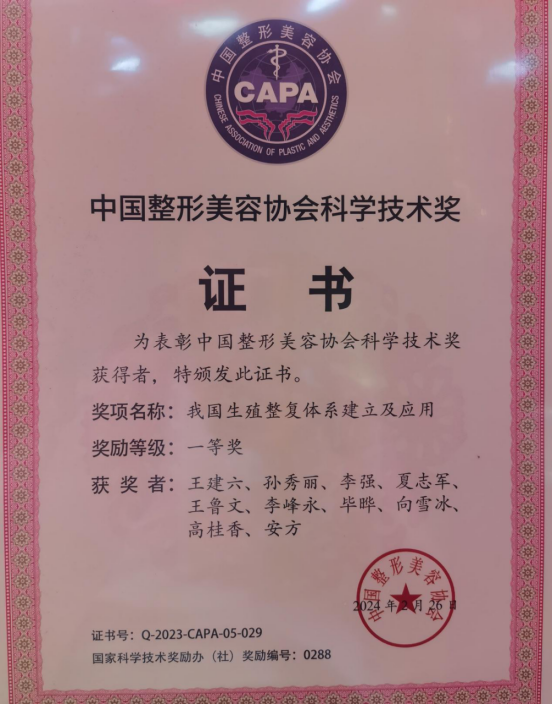 中国整形美容协会
CAPA
CHINESE ASSOCIATION OF PLASTIC AND AESTHETICS
中国整形美容协会科学技术奖
证 书
为表彰中国整形美容协会科学技术奖
获得者，特颁发此证书。
奖项名称：我国生殖整复体系建立及应用
奖励等级：一等奖
获 奖 者：王建六、孙秀丽、李强、夏志军、
王鲁文、李峰永、毕晔、向雪冰、
高桂香、安方
中国整形美容协会
2024 年 2 月 26 日
证书号：Q-2023-CAPA-05-029
国家科学技术奖励办（社）奖励编号：0288